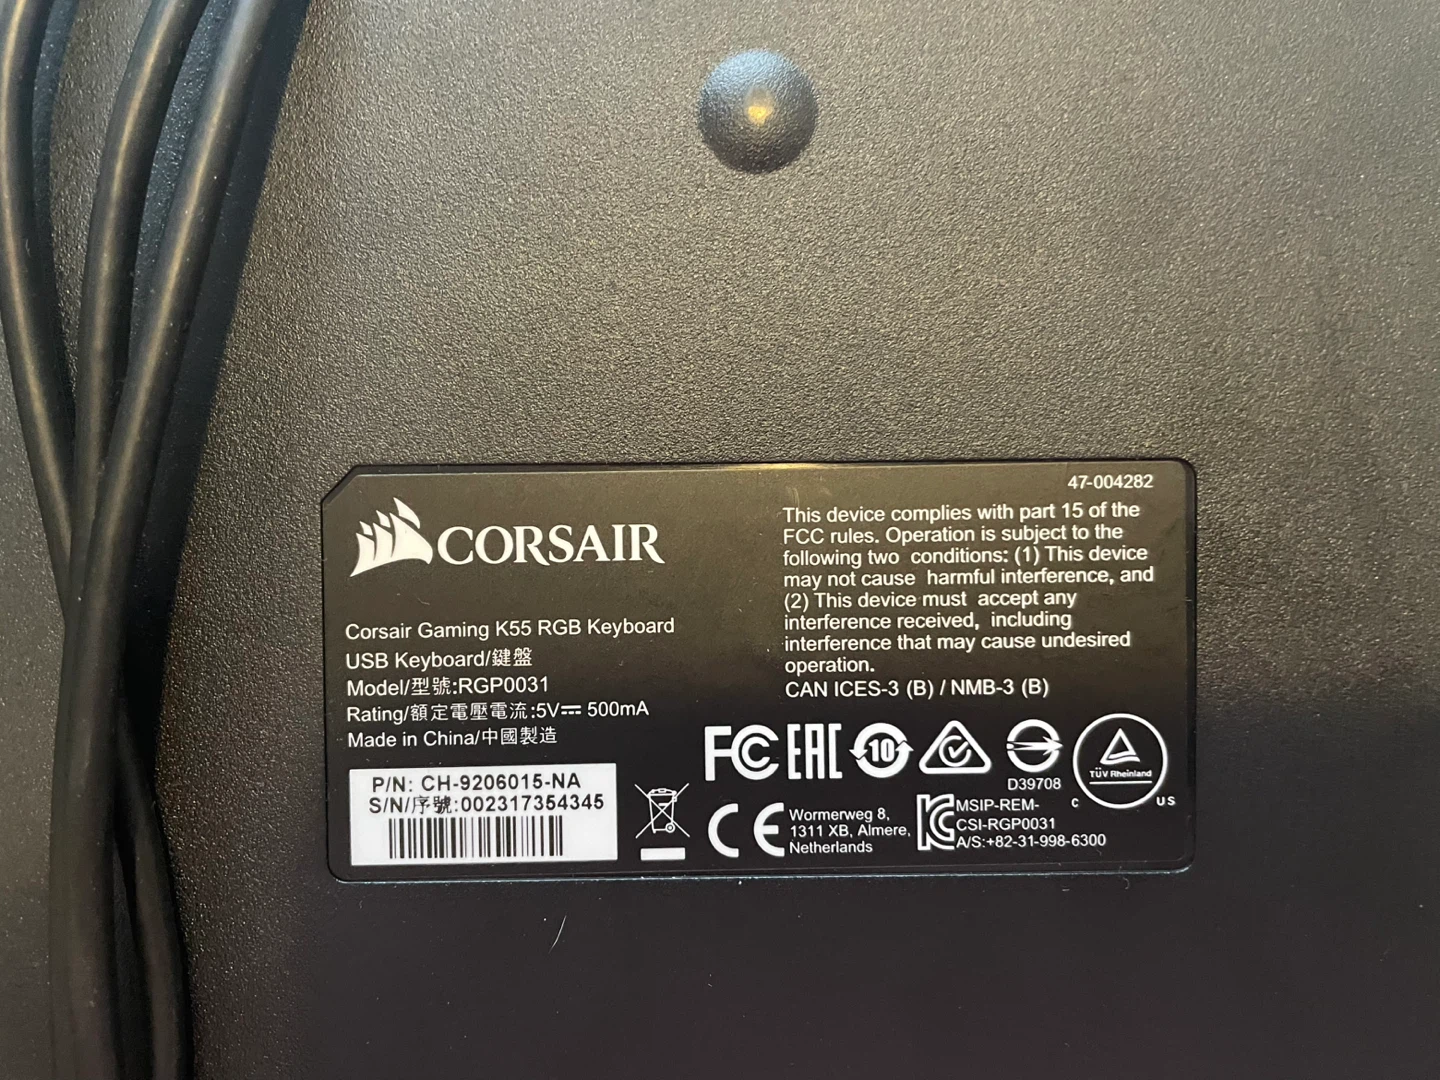 47-004282
CORSAIR
Corsair Gaming K55 RGB Keyboard
USB Keyboard/鍵盤
Model/型號:RGP0031
Rating/額定電壓電流:5V⎓ 500mA
Made in China/中國製造
P/N: CH-9206015-NA
S/N/序號:002317354345
This device complies with part 15 of the
FCC rules. Operation is subject to the
following two conditions: (1) This device
may not cause harmful interference, and
(2) This device must accept any
interference received, including
interference that may cause undesired
operation.
CAN ICES-3 (B) / NMB-3 (B)
FC EAC 10
D39708
TÜV Rheinland
C US
CE
Wormerweg 8,
1311 XB, Almere,
Netherlands
KC
MSIP-REM-
CSI-RGP0031
A/S:+82-31-998-6300